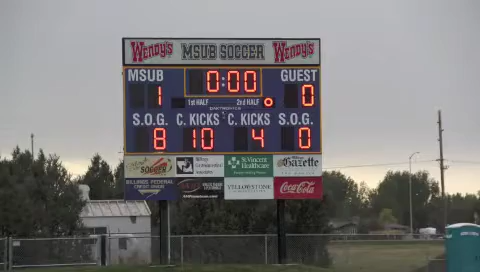 Wendy's MSUB SOCCER Wendy's
MSUB 0:00 GUEST
1 1st HALF 2nd HALF 0
S.O.G. C. KICKS C. KICKS S.O.G.
8 10 4 0
SOCCER St. Vincent Healthcare Gazette
YELLOWSTONE Coca-Cola